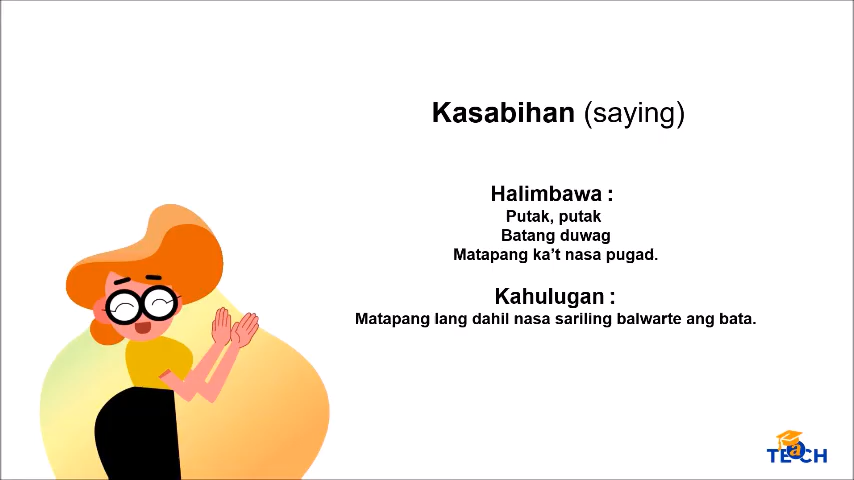 Kasabihan (saying)
Halimbawa :
Putak, putak
Batang duwag
Matapang ka't nasa pugad.
Kahulugan :
Matapang lang dahil nasa sariling balwarte ang bata.
TEaCH